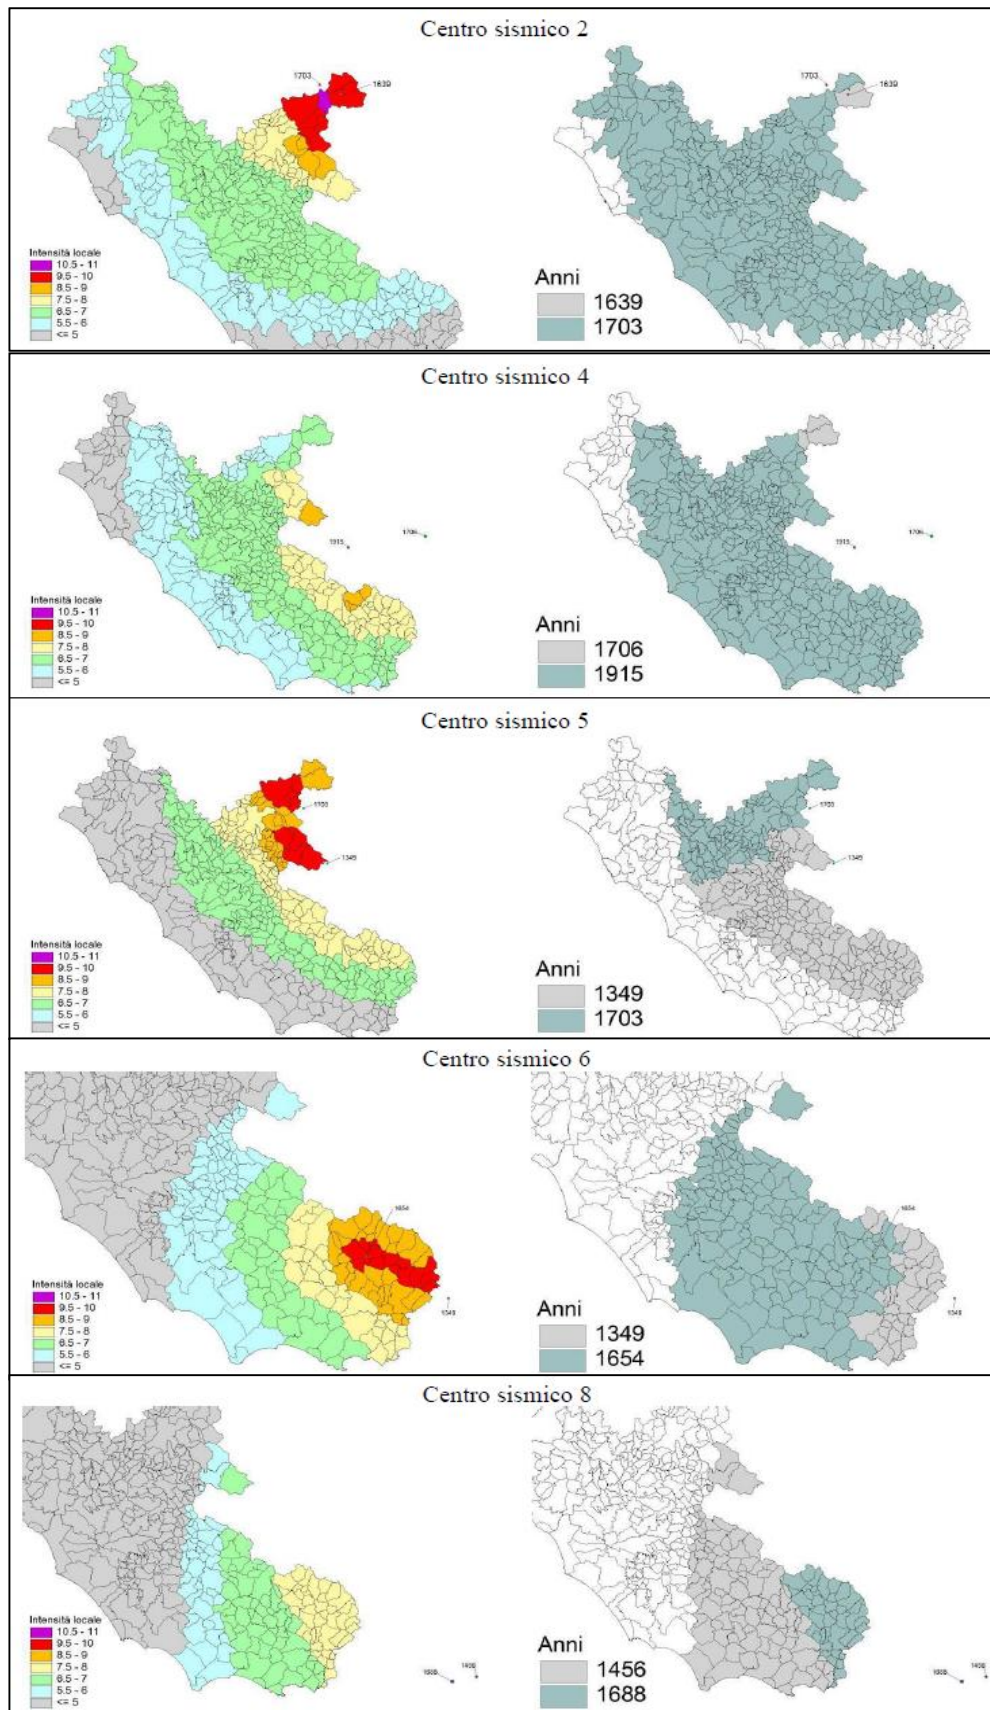 Centro sismico 2
1703
1639
Intensità locale
10.5 - 11
9.5 - 10
8.5 - 9
7.5 - 8
6.5 - 7
5.5 - 6
<= 5
1703
1639
Anni
1639
1703
Centro sismico 4
1915
1706
Intensità locale
10.5 - 11
9.5 - 10
8.5 - 9
7.5 - 8
6.5 - 7
5.5 - 6
<= 5
1915
1706
Anni
1706
1915
Centro sismico 5
1703
1349
Intensità locale
10.5 - 11
9.5 - 10
8.5 - 9
7.5 - 8
6.5 - 7
5.5 - 6
<= 5
1703
1349
Anni
1349
1703
Centro sismico 6
1654
1349
Intensità locale
10.5 - 11
9.5 - 10
8.5 - 9
7.5 - 8
6.5 - 7
5.5 - 6
<= 5
1654
1349
Anni
1349
1654
Centro sismico 8
1688
1456
Intensità locale
10.5 - 11
9.5 - 10
8.5 - 9
7.5 - 8
6.5 - 7
5.5 - 6
<= 5
1688
1456
Anni
1456
1688